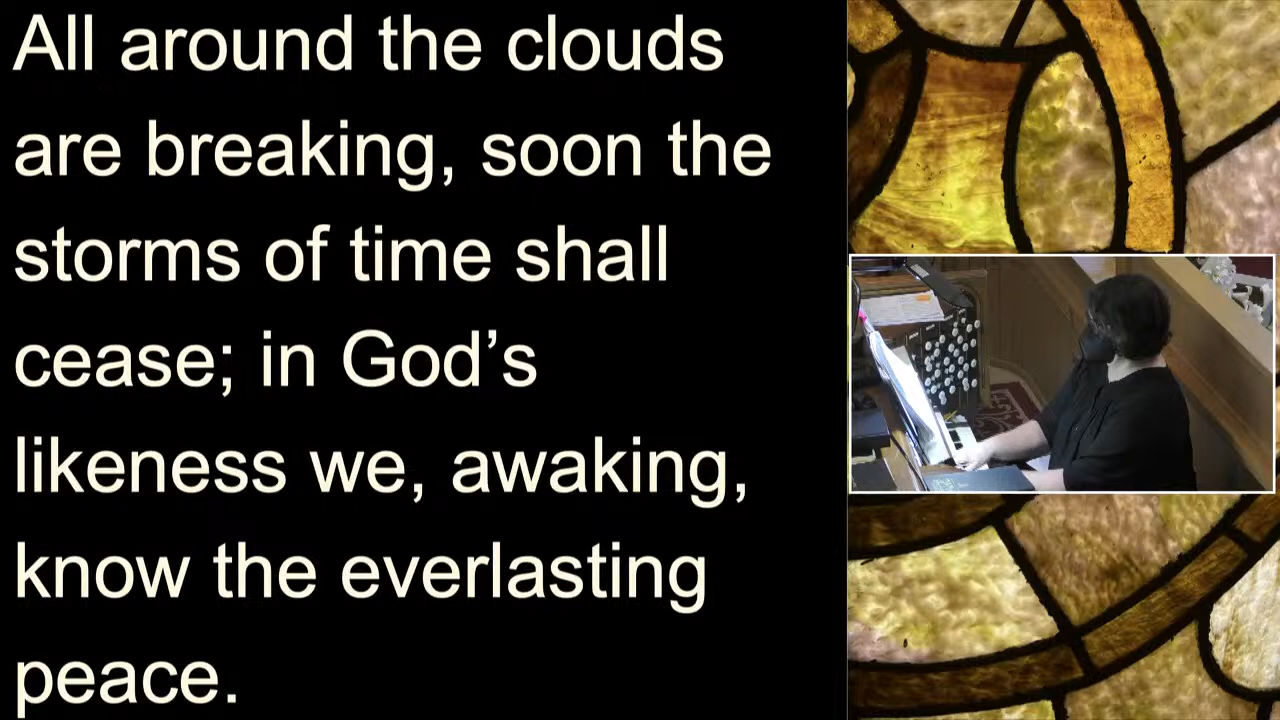 All around the clouds
are breaking, soon the
storms of time shall
cease; in God’s
likeness we, awaking,
know the everlasting
peace.